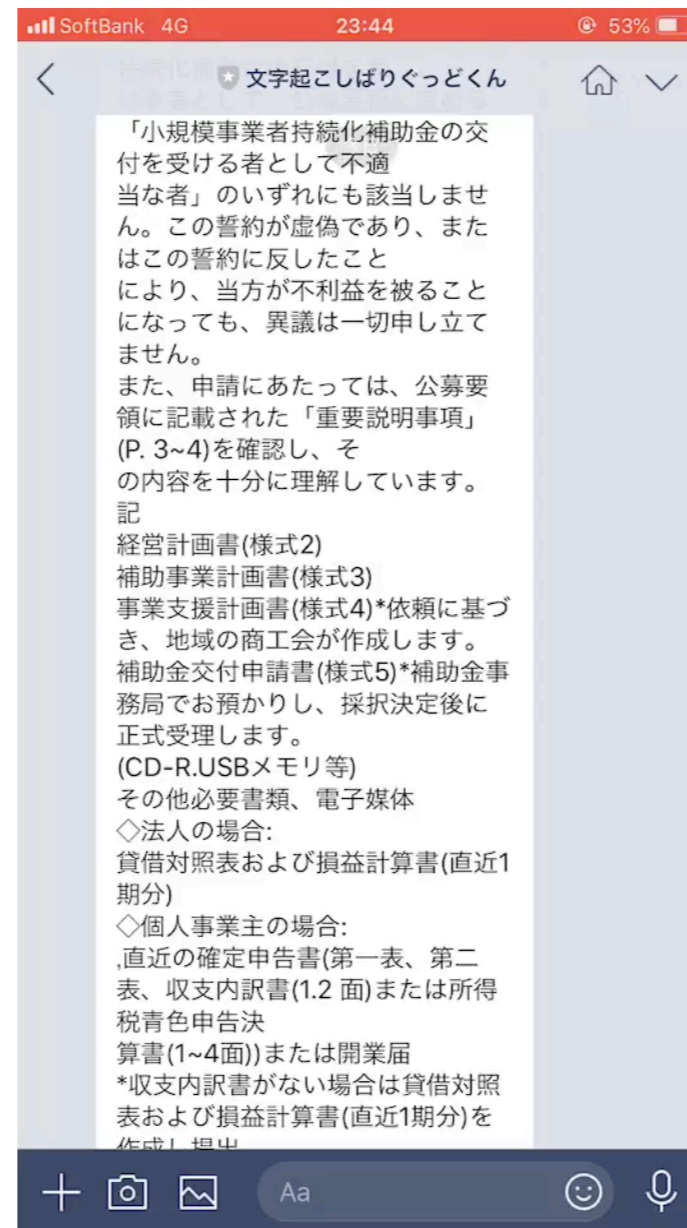 SoftBank 4G 23:44 53%
文字起こしばりぐっどくん
「小規模事業者持続化補助金の交
付を受ける者として不適
当な者」のいずれにも該当しませ
ん。この誓約が虚偽であり、また
はこの誓約に反したこと
により、当方が不利益を被ること
になっても、異議は一切申し立て
ません。
また、申請にあたっては、公募要
領に記載された「重要説明事項」
(P. 3~4)を確認し、そ
の内容を十分に理解しています。
記
経営計画書(様式2)
補助事業計画書(様式3)
事業支援計画書(様式4)*依頼に基づ
き、地域の商工会が作成します。
補助金交付申請書(様式5)*補助金事
務局でお預かりし、採択決定後に
正式受理します。
(CD-R.USBメモリ等)
その他必要書類、電子媒体
◇法人の場合:
貸借対照表および損益計算書(直近1
期分)
◇個人事業主の場合:
,直近の確定申告書(第一表、第二
表、収支内訳書(1.2 面)または所得
税青色申告決
算書(1~4面))または開業届
*収支内訳書がない場合は貸借対照
表および損益計算書(直近1期分)を
作成し提出
Aa